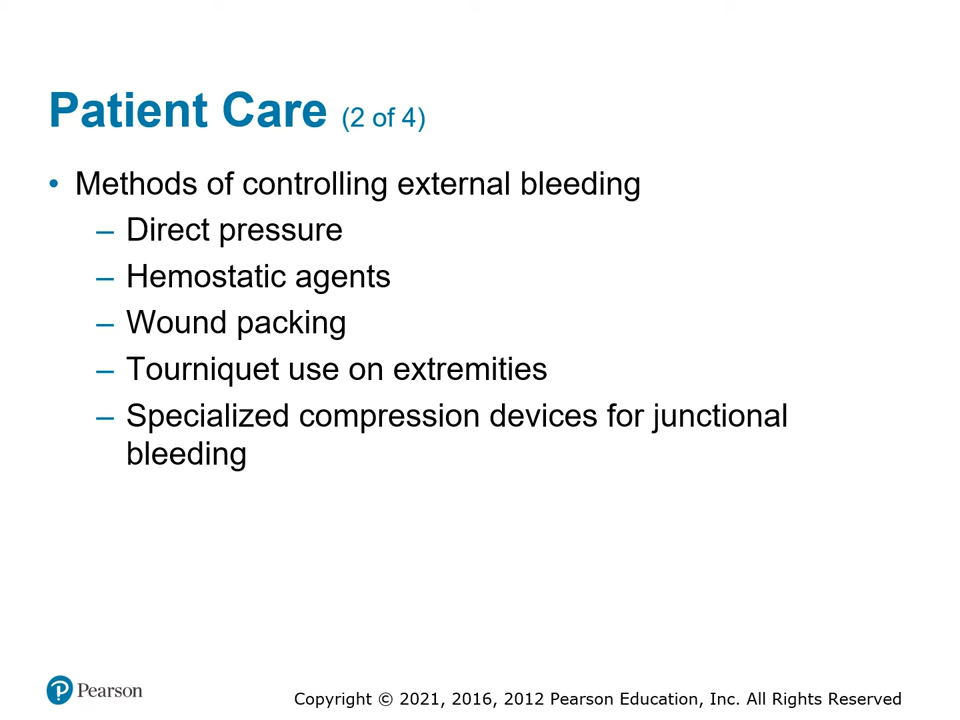 Patient Care (2 of 4)
• Methods of controlling external bleeding
– Direct pressure
– Hemostatic agents
– Wound packing
– Tourniquet use on extremities
– Specialized compression devices for junctional
bleeding
Pearson
Copyright © 2021, 2016, 2012 Pearson Education, Inc. All Rights Reserved